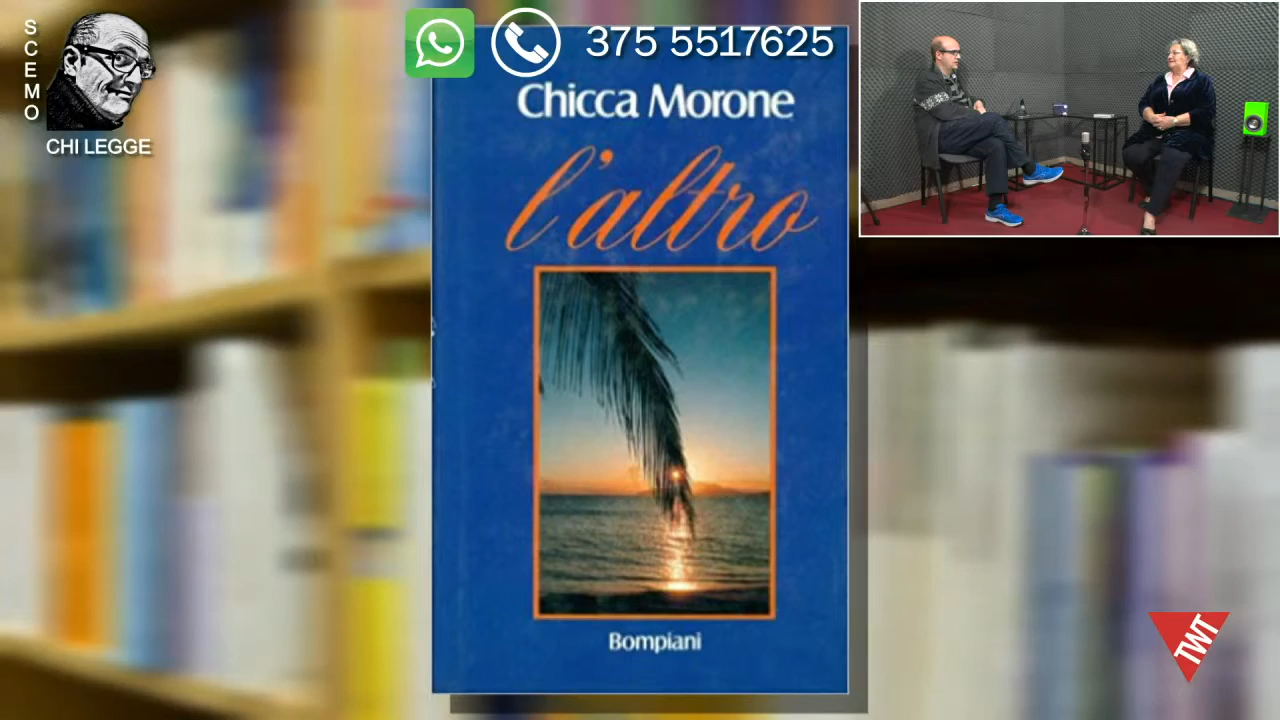 SCEMO
CHI LEGGE
375 5517625
Chicca Morone
l'altro
Bompiani
TWT